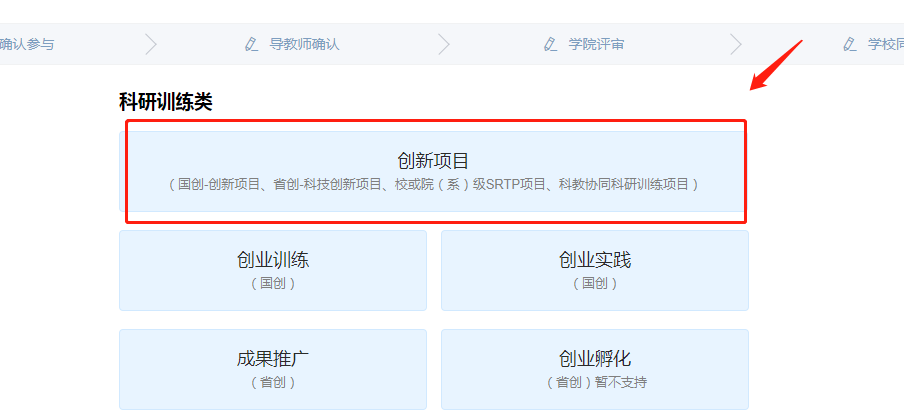 确认参与
导教师确认
学院评审
学校同
科研训练类
创新项目
（国创-创新项目、省创-科技创新项目、校或院（系）级SRTP项目、科教协同科研训练项目）
创业训练
（国创）
创业实践
（国创）
成果推广
（省创）
创业孵化
（省创）暂不支持